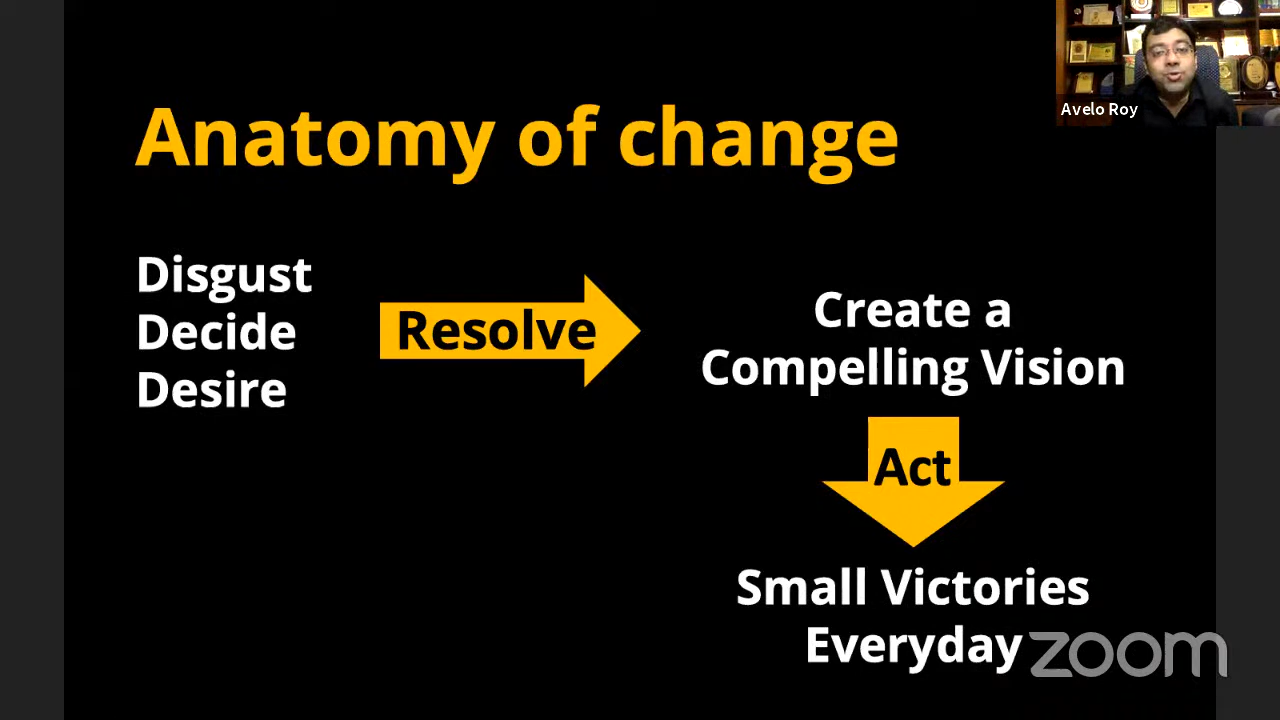 Avelo Roy
Anatomy of change
Disgust
Decide
Desire
Resolve
Create a
Compelling Vision
Act
Small Victories
Everyday
zoom